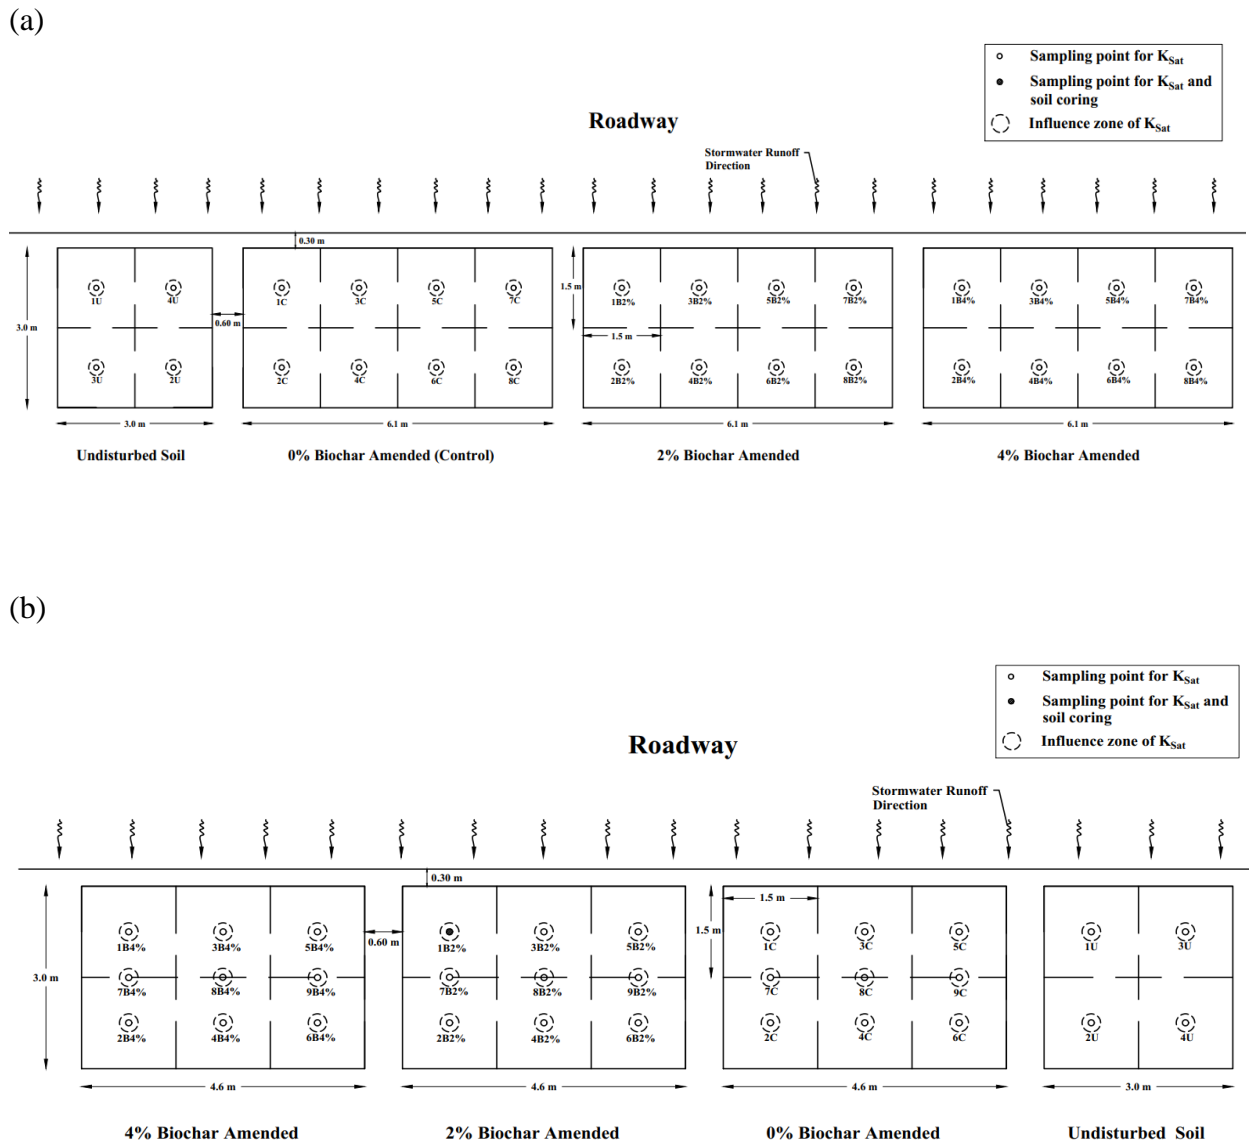 (a)
Sampling point for KSat
Sampling point for KSat and
soil coring
Influence zone of KSat
Roadway
Stormwater Runoff
Direction
0.30 m
3.0 m
0.60 m
1.5 m
1.5 m
1U 4U 1C 3C 5C 7C 1B2% 3B2% 5B2% 7B2% 1B4% 3B4% 5B4% 7B4%
3U 2U 2C 4C 6C 8C 2B2% 4B2% 6B2% 8B2% 2B4% 4B4% 6B4% 8B4%
3.0 m 6.1 m 6.1 m 6.1 m
Undisturbed Soil 0% Biochar Amended (Control) 2% Biochar Amended 4% Biochar Amended
(b)
Sampling point for KSat
Sampling point for KSat and
soil coring
Influence zone of KSat
Roadway
Stormwater Runoff
Direction
0.30 m
1.5 m
1.5 m
0.60 m
3.0 m
1B4% 3B4% 5B4% 1B2% 3B2% 5B2% 1C 3C 5C 1U 3U
7B4% 8B4% 9B4% 7B2% 8B2% 9B2% 7C 8C 9C
2B4% 4B4% 6B4% 2B2% 4B2% 6B2% 2C 4C 6C 2U 4U
4.6 m 4.6 m 4.6 m 3.0 m
4% Biochar Amended 2% Biochar Amended 0% Biochar Amended Undisturbed Soil